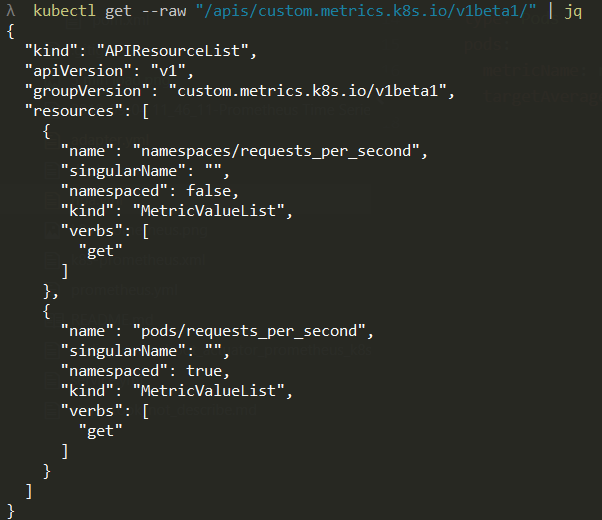 λ  kubectl get --raw "/apis/custom.metrics.k8s.io/v1beta1/" | jq
{
  "kind": "APIResourceList",
  "apiVersion": "v1",
  "groupVersion": "custom.metrics.k8s.io/v1beta1",
  "resources": [
    {
      "name": "namespaces/requests_per_second",
      "singularName": "",
      "namespaced": false,
      "kind": "MetricValueList",
      "verbs": [
        "get"
      ]
    },
    {
      "name": "pods/requests_per_second",
      "singularName": "",
      "namespaced": true,
      "kind": "MetricValueList",
      "verbs": [
        "get"
      ]
    }
  ]
}